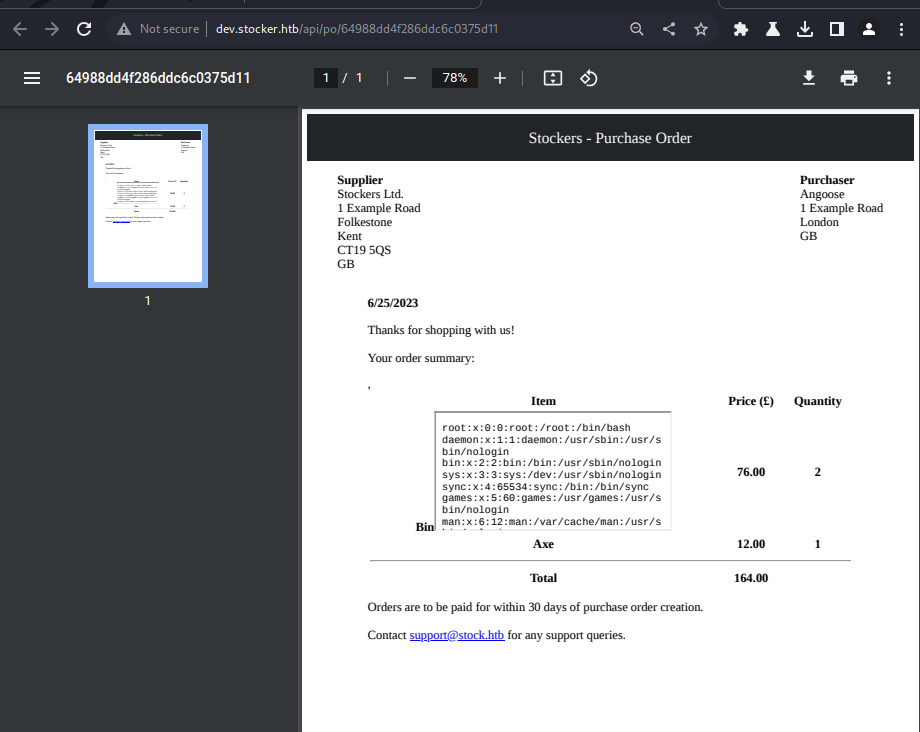 Not secure dev.stocker.htb/api/po/64988dd4f286ddc6c0375d11
64988dd4f286ddc6c0375d11
1 / 1
78%
1
Stockers - Purchase Order
Supplier
Stockers Ltd.
1 Example Road
Folkestone
Kent
CT19 5QS
GB
Purchaser
Angoose
1 Example Road
London
GB
6/25/2023
Thanks for shopping with us!
Your order summary:
,
Item Price (£) Quantity
root:x:0:0:root:/root:/bin/bash
daemon:x:1:1:daemon:/usr/sbin:/usr/s
bin/nologin
bin:x:2:2:bin:/bin:/usr/sbin/nologin
sys:x:3:3:sys:/dev:/usr/sbin/nologin
sync:x:4:65534:sync:/bin:/bin/sync
games:x:5:60:games:/usr/games:/usr/s
bin/nologin
man:x:6:12:man:/var/cache/man:/usr/s
Bin 76.00 2
Axe 12.00 1
Total 164.00
Orders are to be paid for within 30 days of purchase order creation.
Contact support@stock.htb for any support queries.